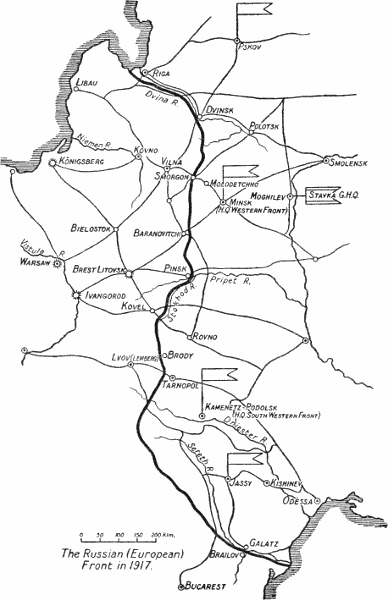 PSKOV
RIGA
LIBAU
Dvina R.
DVINSK
POLOTSK
Niemen R.
KOVNO
VILNA
SMOLENSK
KÖNIGSBERG
SMORGON
MOLODETCHNO
MINSK
(H.Q. WESTERN FRONT)
MOGHILEV
STAVKA G.H.Q.
BIELOSTOK
BARANOVITCHI
Vistula R.
WARSAW
BREST LITOVSK
PINSK
Pripet R.
IVANGOROD
Stokhod R.
KOVEL
ROVNO
BRODY
LVOV (LEMBERG)
TARNOPOL
KAMENETZ-PODOLSK
(H.Q. SOUTH WESTERN FRONT)
Dniester R.
Sereth R.
JASSY
KISHINEV
ODESSA
0 50 100 150 200 km.
GALATZ
The Russian (European)
Front in 1917.
BRAILOV
BUCAREST